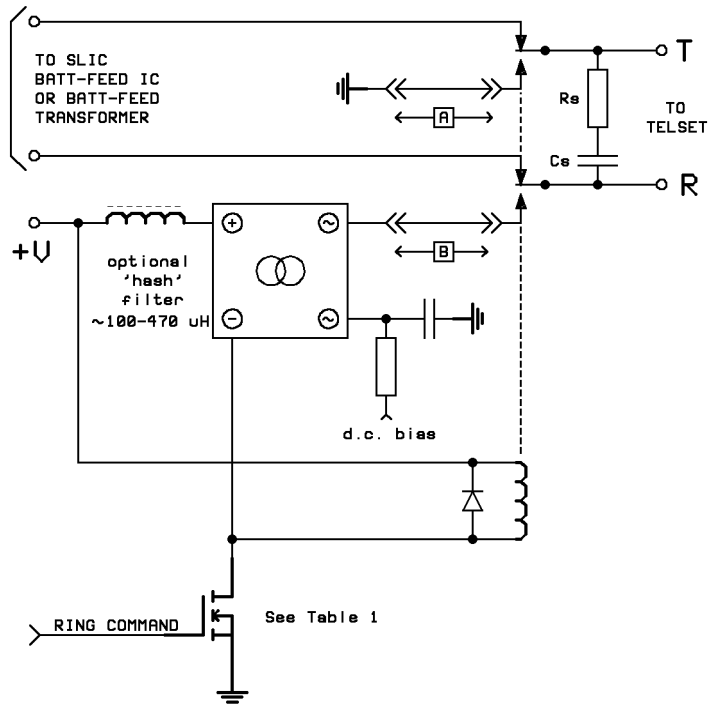 TO SLIC
BATT-FEED IC
OR BATT-FEED
TRANSFORMER
A
Rs
T
TO
TELSET
Cs
R
+V
optional
'hash'
filter
~100-470 uH
+
~
B
−
~
d.c. bias
RING COMMAND
See Table 1